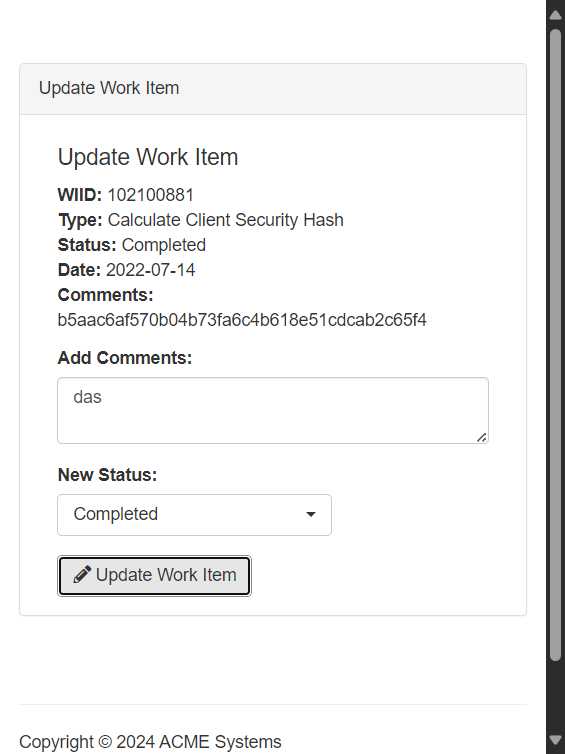 Update Work Item
Update Work Item
WIID: 102100881
Type: Calculate Client Security Hash
Status: Completed
Date: 2022-07-14
Comments:
b5aac6af570b04b73fa6c4b618e51cdcab2c65f4
Add Comments:
das
New Status:
Completed
Update Work Item
Copyright © 2024 ACME Systems